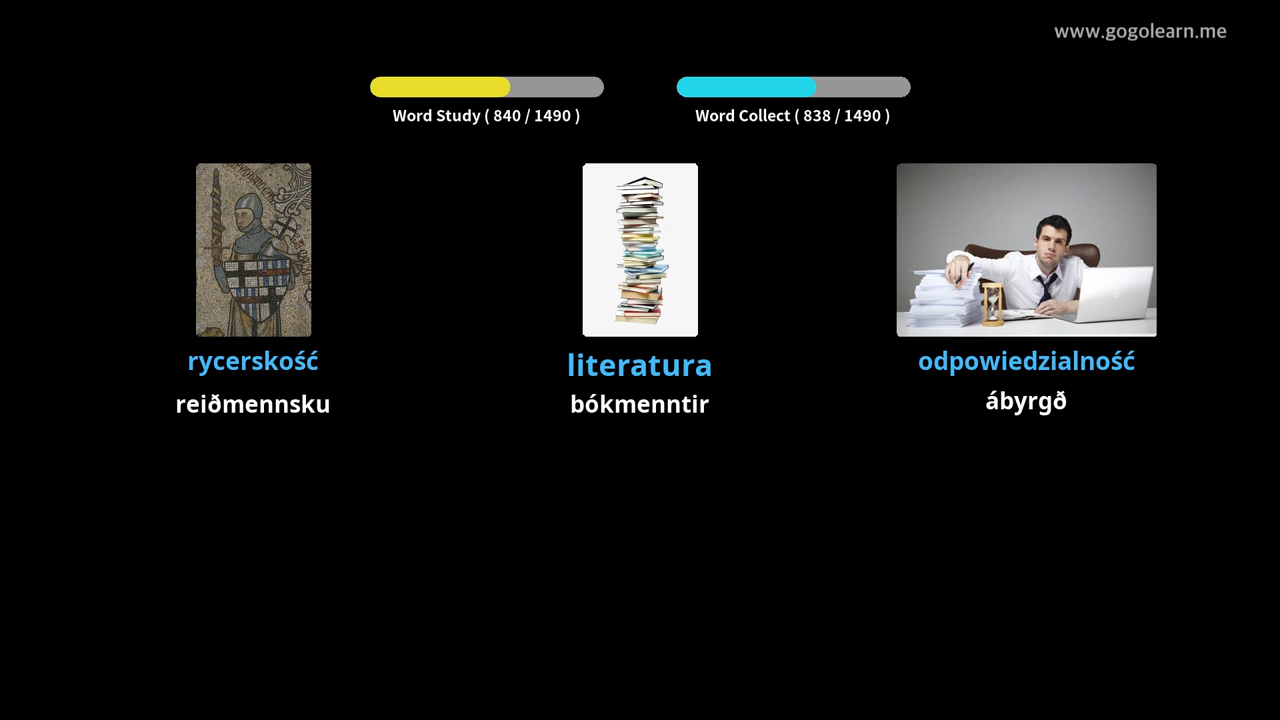 www.gogolearn.me
Word Study ( 840 / 1490 )
Word Collect ( 838 / 1490 )
rycerskość
literatura
odpowiedzialność
reiðmennsku
bókmenntir
ábyrgð